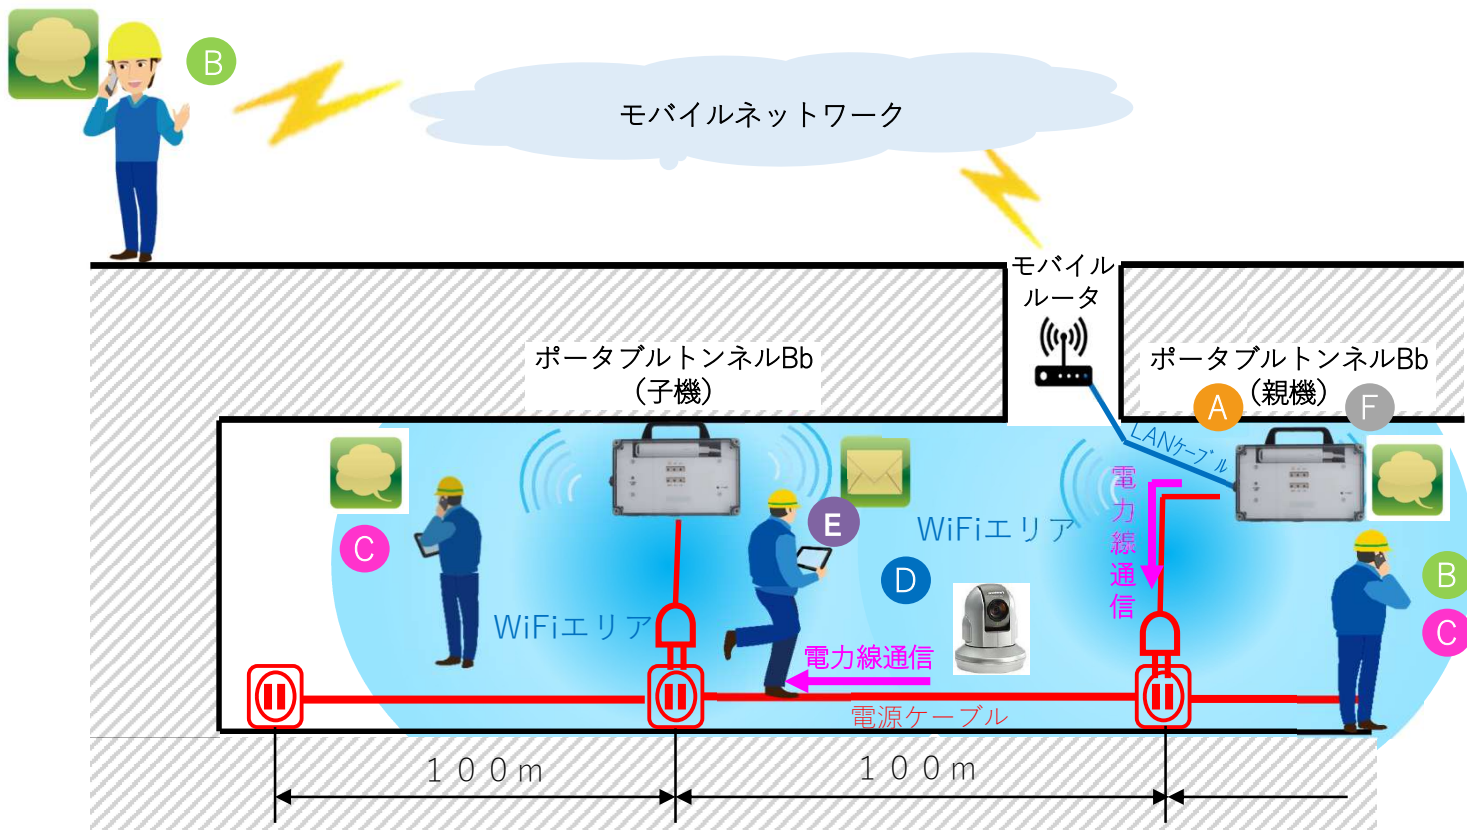 B
モバイルネットワーク
モバイル
ルータ
ポータブルトンネルBb
（子機）
ポータブルトンネルBb
A
（親機）
F
LANケーブル
電力線通信
C
E
WiFiエリア
D
B
WiFiエリア
C
電力線通信
電源ケーブル
１００m
１００m